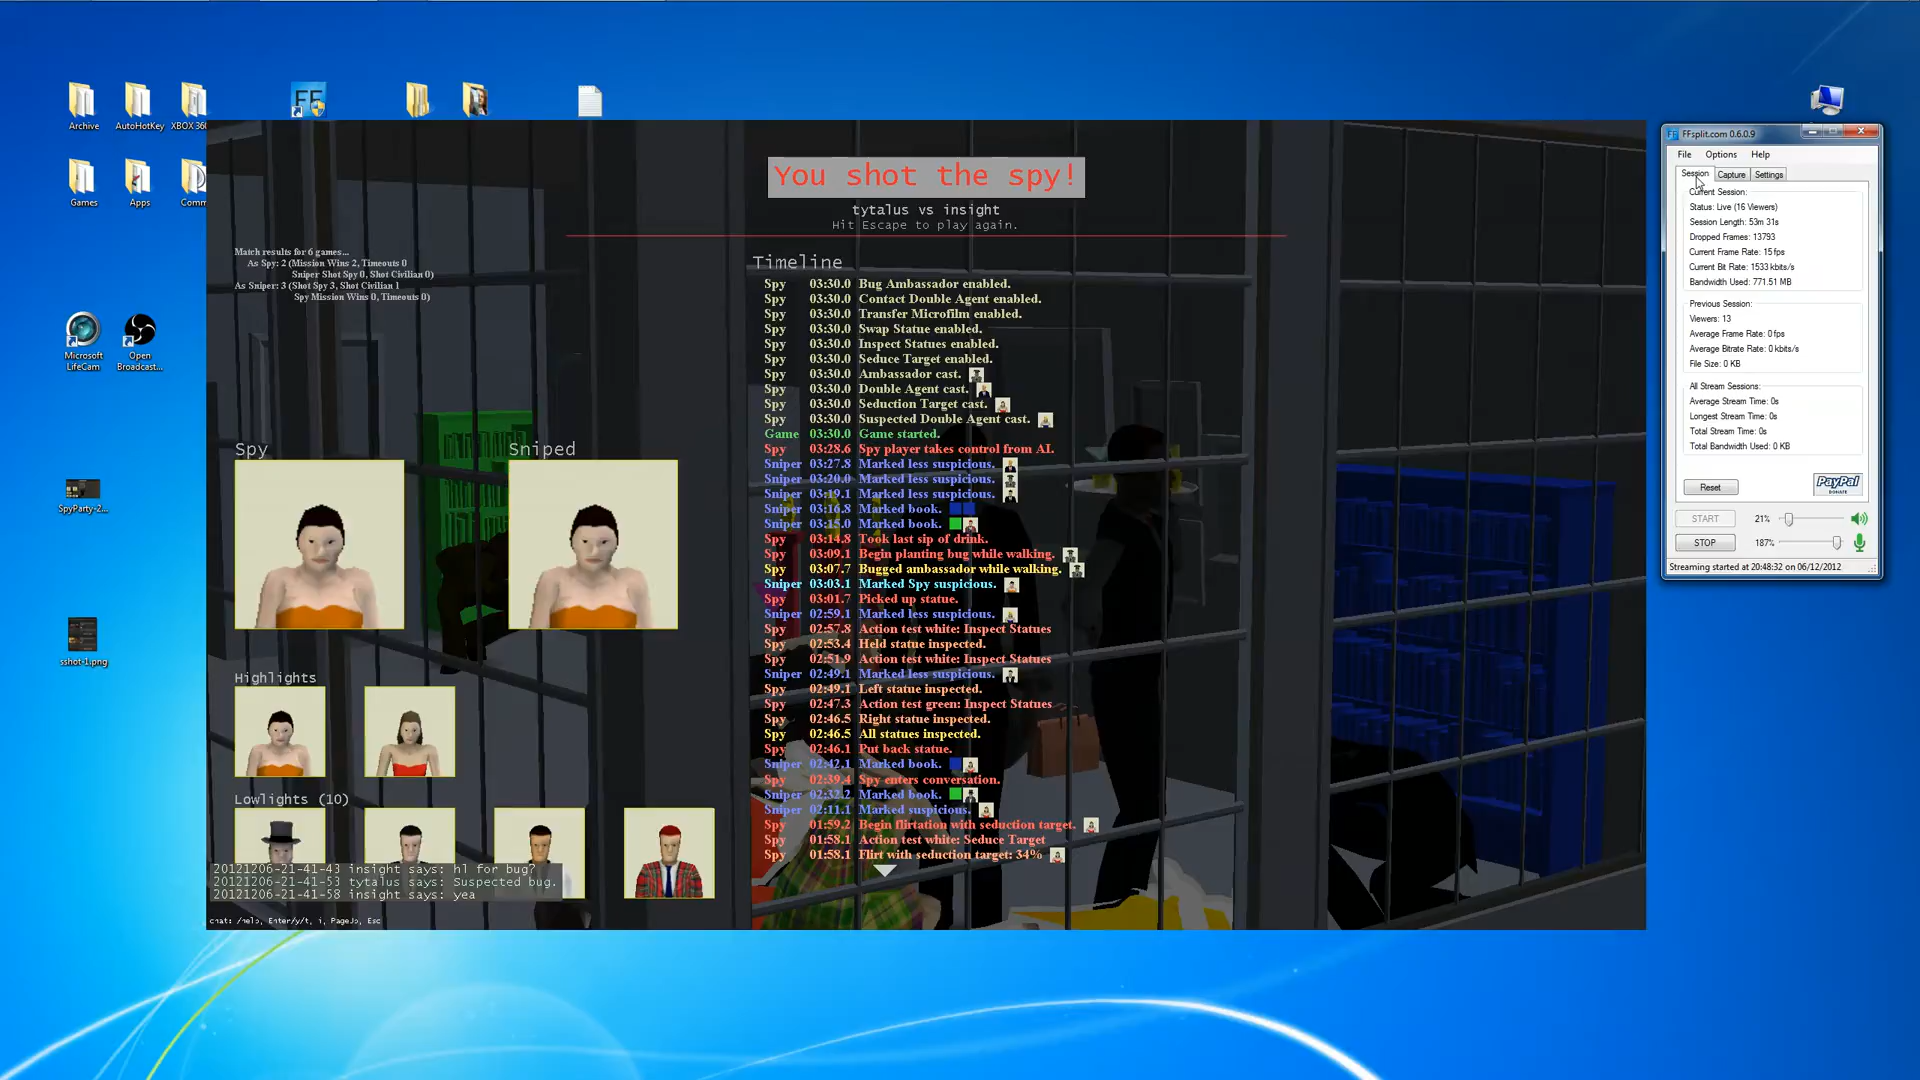 Archive
AutoHotKey
XBOX 360
FF
Games
Apps
Comm
Microsoft LifeCam
Open Broadcast...
SpyParty-2...
sshot-1.png
You shot the spy!
tytalus vs insight
Hit Escape to play again.
Match results for 6 games...
As Spy: 2 (Mission Wins 2, Timeouts 0
Sniper Shot Spy 0, Shot Civilian 0)
As Sniper: 3 (Shot Spy 3, Shot Civilian 1
Spy Mission Wins 0, Timeouts 0)
Spy
Sniped
Highlights
Lowlights (10)
20121206-21-41-43 insight says: hl for bug?
20121206-21-41-53 tytalus says: Suspected bug.
20121206-21-41-58 insight says: yea
chat: /help, Enter/y/t, i, PageUp, Esc
Timeline
Spy 03:30.0 Bug Ambassador enabled.
Spy 03:30.0 Contact Double Agent enabled.
Spy 03:30.0 Transfer Microfilm enabled.
Spy 03:30.0 Swap Statue enabled.
Spy 03:30.0 Inspect Statues enabled.
Spy 03:30.0 Seduce Target enabled.
Spy 03:30.0 Ambassador cast.
Spy 03:30.0 Double Agent cast.
Spy 03:30.0 Seduction Target cast.
Spy 03:30.0 Suspected Double Agent cast.
Game 03:30.0 Game started.
Spy 03:28.6 Spy player takes control from AI.
Sniper 03:27.8 Marked less suspicious.
Sniper 03:20.0 Marked less suspicious.
Sniper 03:19.1 Marked less suspicious.
Sniper 03:16.8 Marked book.
Sniper 03:15.0 Marked book.
Spy 03:14.8 Took last sip of drink.
Spy 03:09.1 Begin planting bug while walking.
Spy 03:07.7 Bugged ambassador while walking.
Sniper 03:03.1 Marked Spy suspicious.
Spy 03:01.7 Picked up statue.
Sniper 02:59.1 Marked less suspicious.
Spy 02:57.8 Action test white: Inspect Statues
Spy 02:53.4 Held statue inspected.
Spy 02:51.9 Action test white: Inspect Statues
Sniper 02:49.1 Marked less suspicious.
Spy 02:49.1 Left statue inspected.
Spy 02:47.3 Action test green: Inspect Statues
Spy 02:46.5 Right statue inspected.
Spy 02:46.5 All statues inspected.
Spy 02:46.1 Put back statue.
Sniper 02:42.1 Marked book.
Spy 02:39.4 Spy enters conversation.
Sniper 02:32.2 Marked book.
Sniper 02:11.1 Marked suspicious.
Spy 01:59.2 Begin flirtation with seduction target.
Spy 01:58.1 Action test white: Seduce Target
Spy 01:58.1 Flirt with seduction target: 34%
FFsplit.com 0.6.0.9
File Options Help
Session Capture Settings
Current Session:
Status: Live (16 Viewers)
Session Length: 53m 31s
Dropped Frames: 13793
Current Frame Rate: 15 fps
Current Bit Rate: 1533 kbits/s
Bandwidth Used: 771.51 MB
Previous Session:
Viewers: 13
Average Frame Rate: 0 fps
Average Bitrate Rate: 0 kbits/s
File Size: 0 KB
All Stream Sessions:
Average Stream Time: 0s
Longest Stream Time: 0s
Total Stream Time: 0s
Total Bandwidth Used: 0 KB
Reset
PayPal
DONATE
START 21%
STOP 187%
Streaming started at 20:48:32 on 06/12/2012